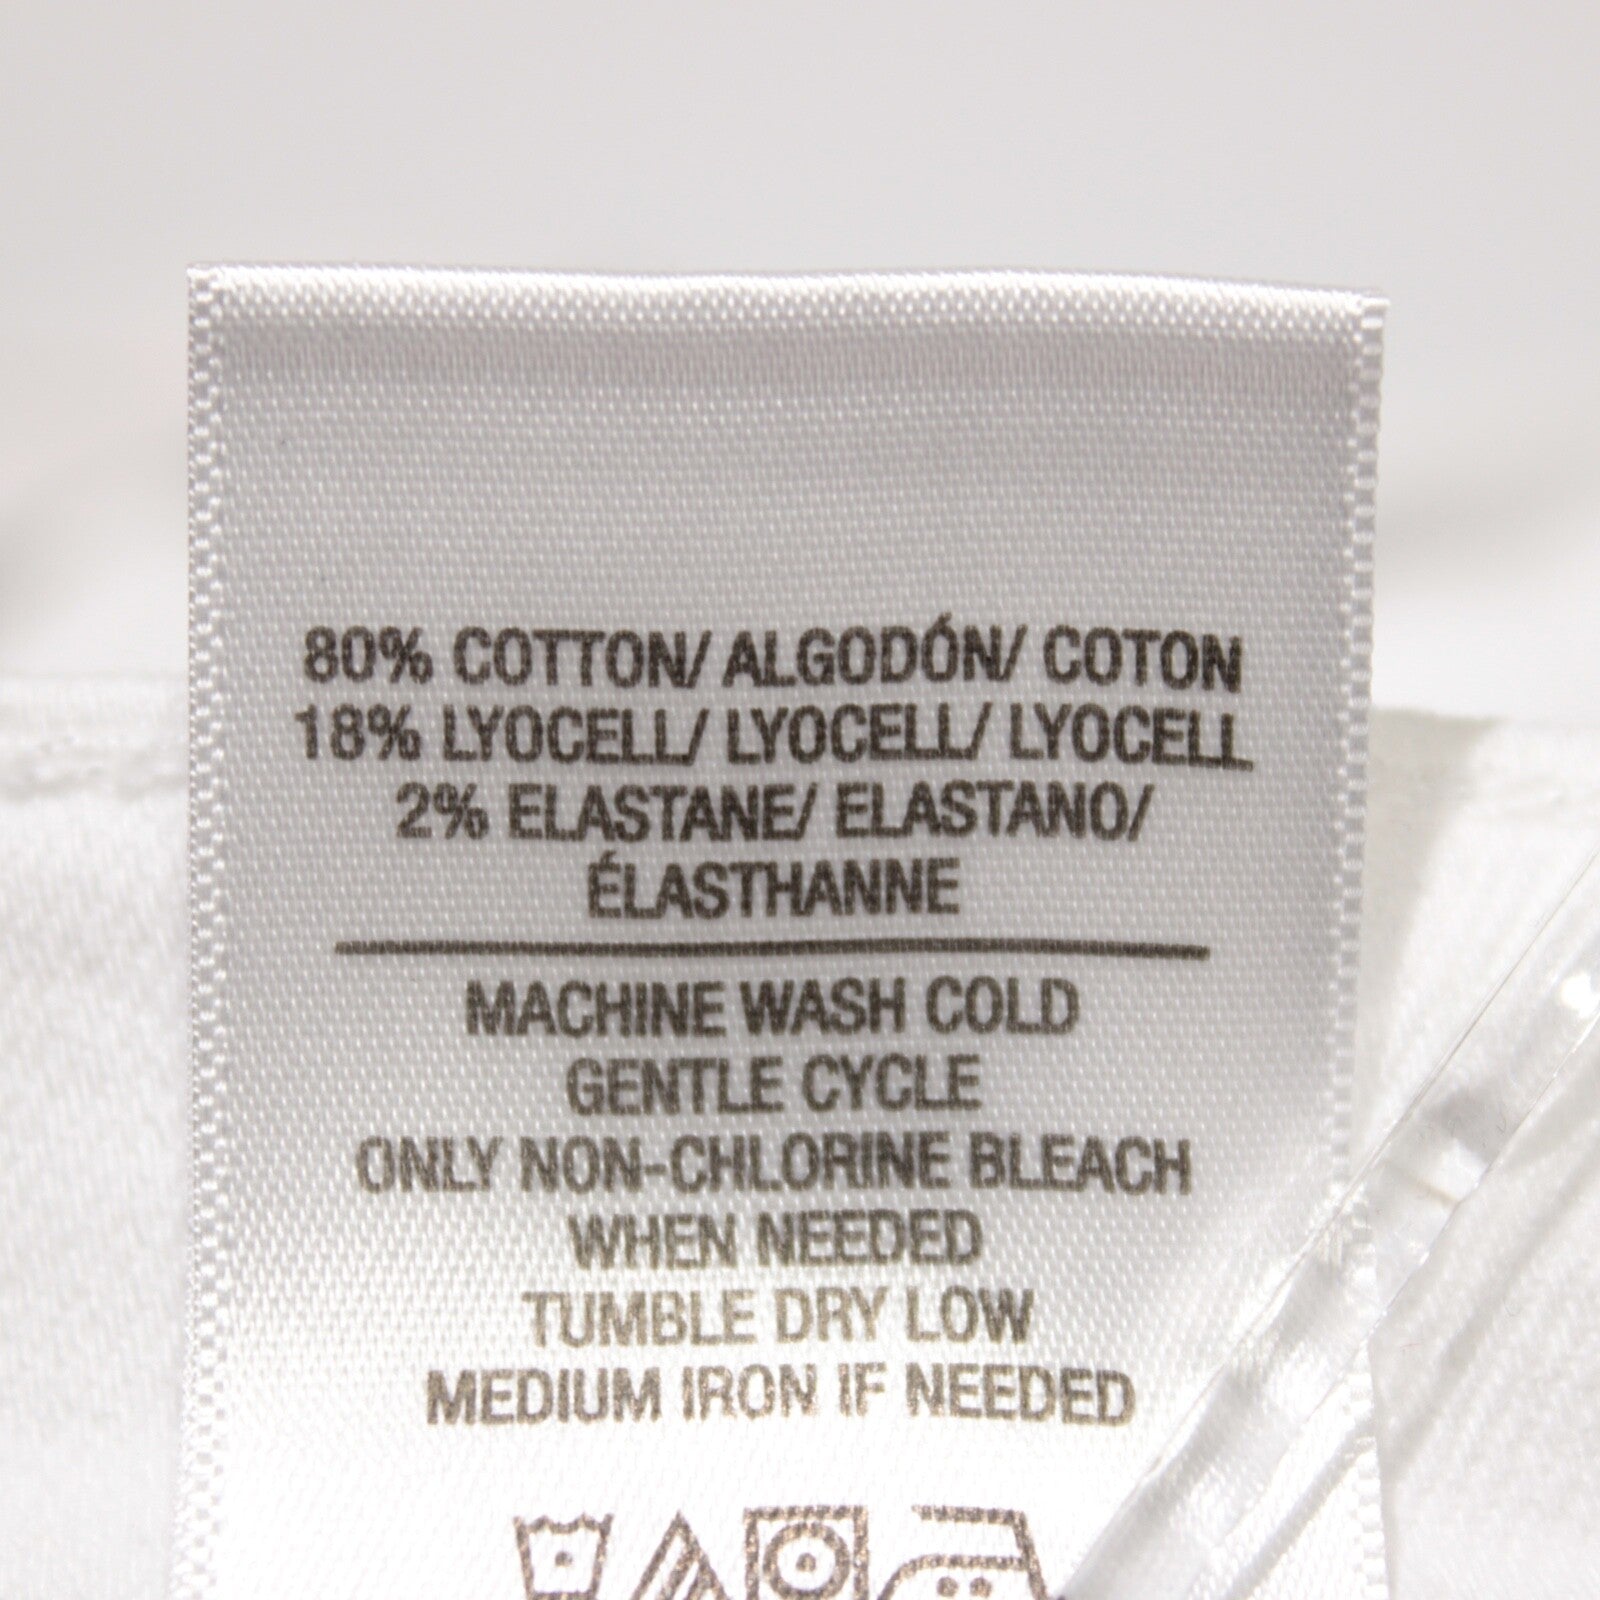 80% COTTON/ ALGODÓN/ COTON
18% LYOCELL/ LYOCELL/ LYOCELL
2% ELASTANE/ ELASTANO/
ÉLASTHANNE
MACHINE WASH COLD
GENTLE CYCLE
ONLY NON-CHLORINE BLEACH
WHEN NEEDED
TUMBLE DRY LOW
MEDIUM IRON IF NEEDED